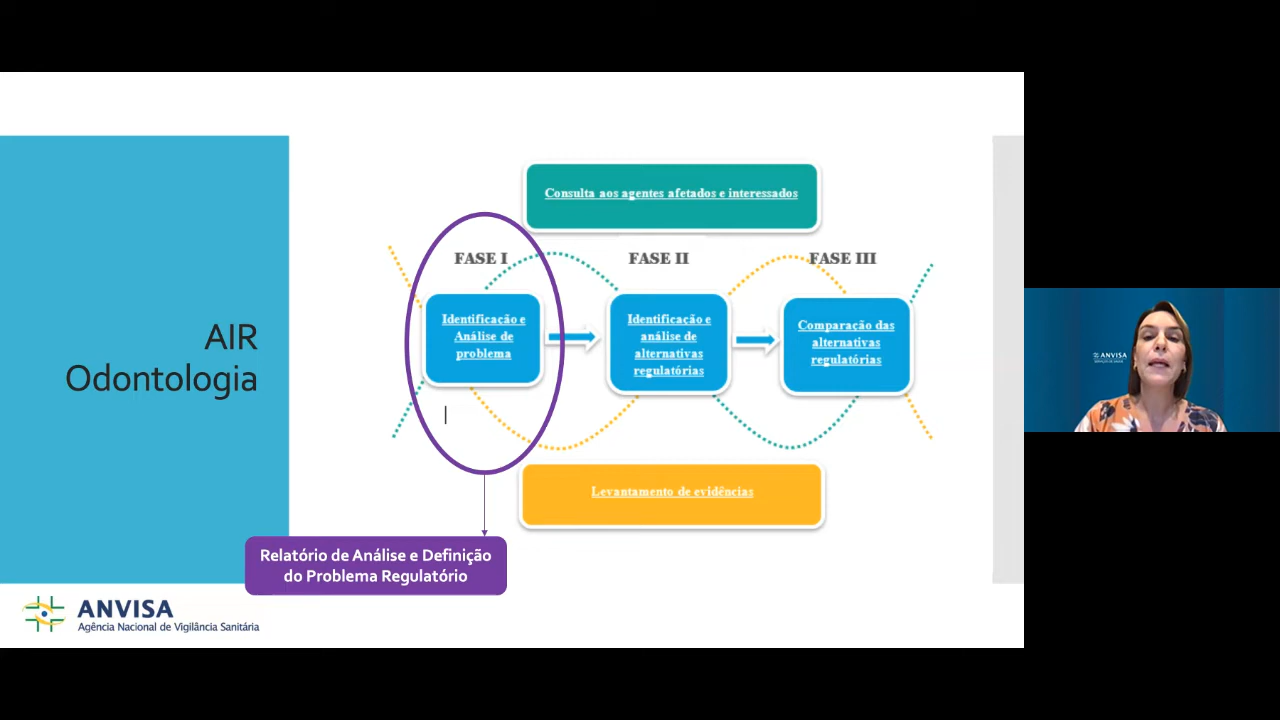 AIR
Odontologia
Consulta aos agentes afetados e interessados
FASE I
FASE II
FASE III
Identificação e
Análise de
problema
Identificação e
análise de
alternativas
regulatórias
Comparação das
alternativas
regulatórias
Levantamento de evidências
Relatório de Análise e Definição
do Problema Regulatório
ANVISA
Agência Nacional de Vigilância Sanitária
ANVISA